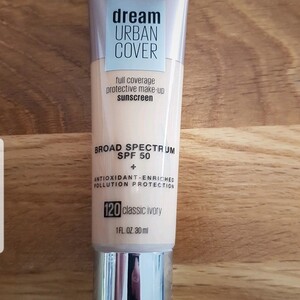 dream
URBAN
COVER
full coverage
protective make-up
sunscreen
BROAD SPECTRUM
SPF 50
+
ANTIOXIDANT-ENRICHED
POLLUTION PROTECTION
120 classic ivory
1 FL. OZ. 30 ml